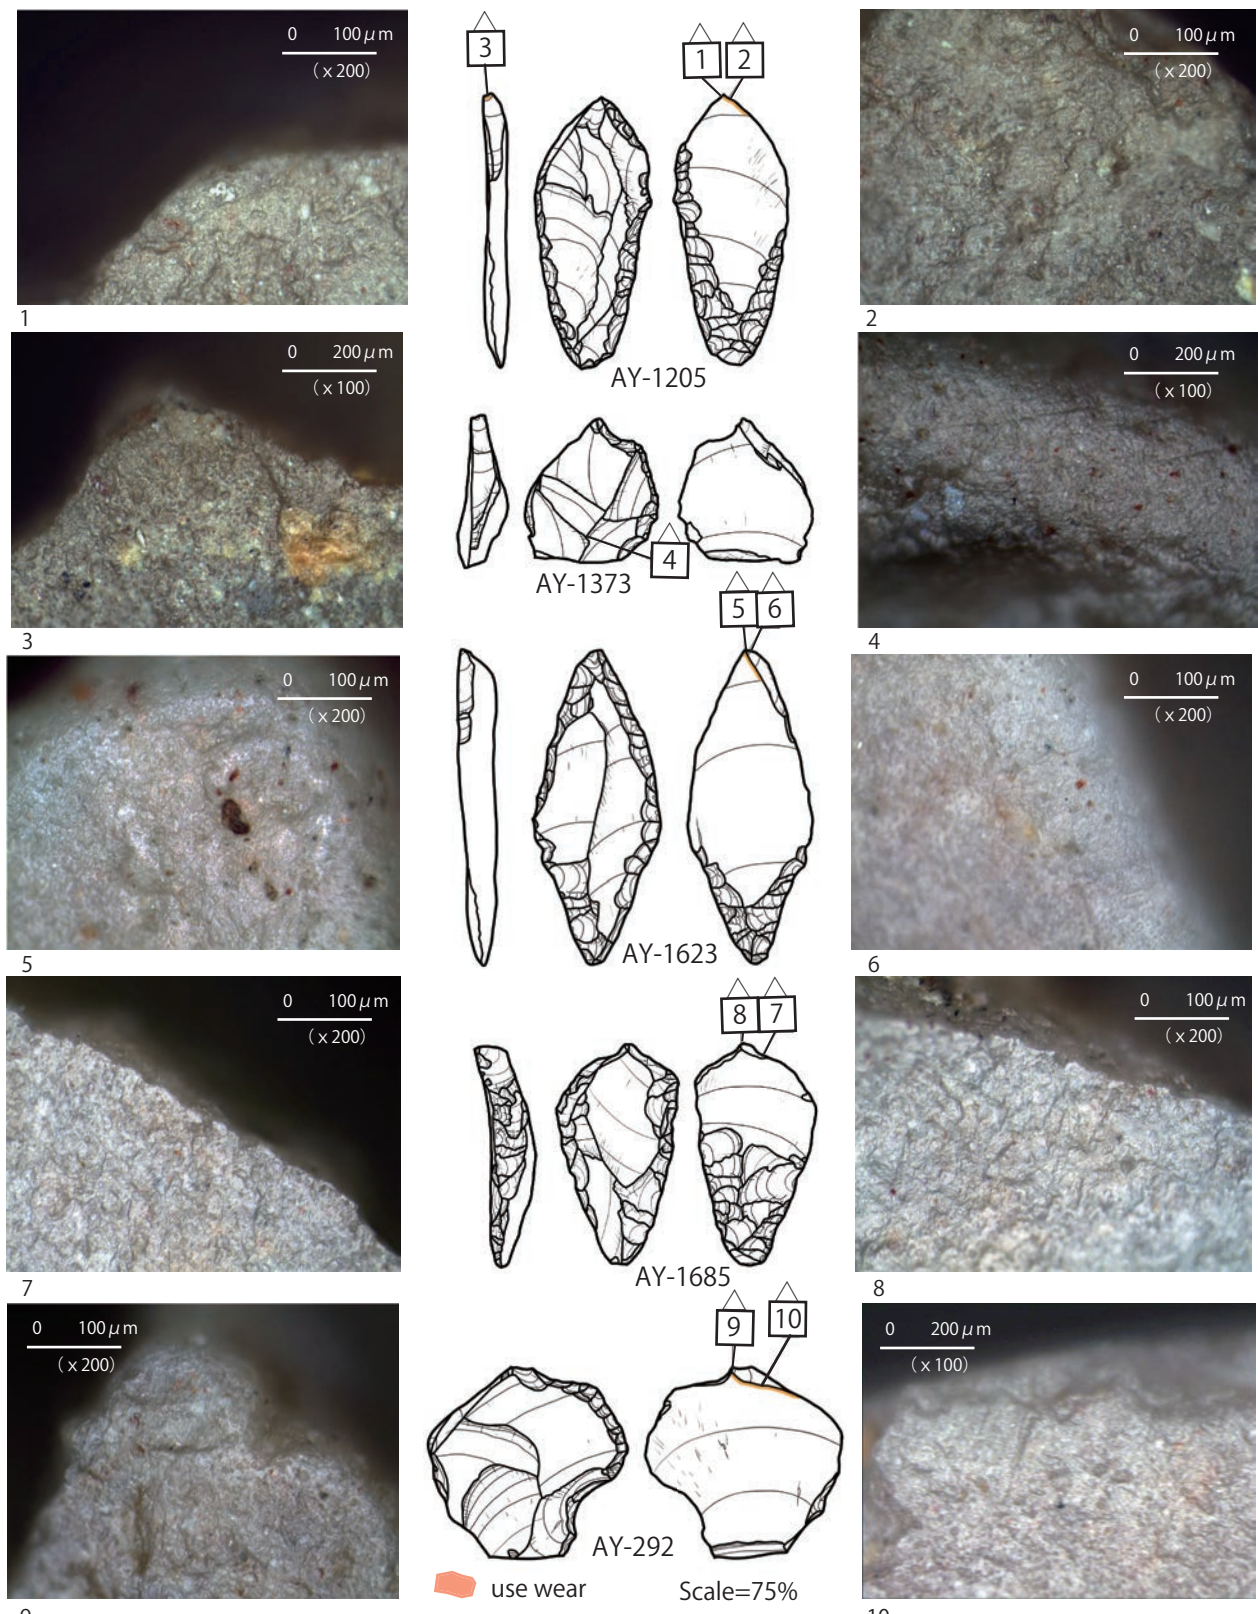 0 100μm
(x200)
1
3
1 2
AY-1205
0 100μm
(x200)
2
0 200μm
(x100)
3
4
AY-1373
0 200μm
(x100)
4
0 100μm
(x200)
5
5 6
AY-1623
0 100μm
(x200)
6
0 100μm
(x200)
7
8 7
AY-1685
0 100μm
(x200)
8
0 100μm
(x200)
9
9 10
AY-292
use wear
Scale=75%
0 200μm
(x100)
10